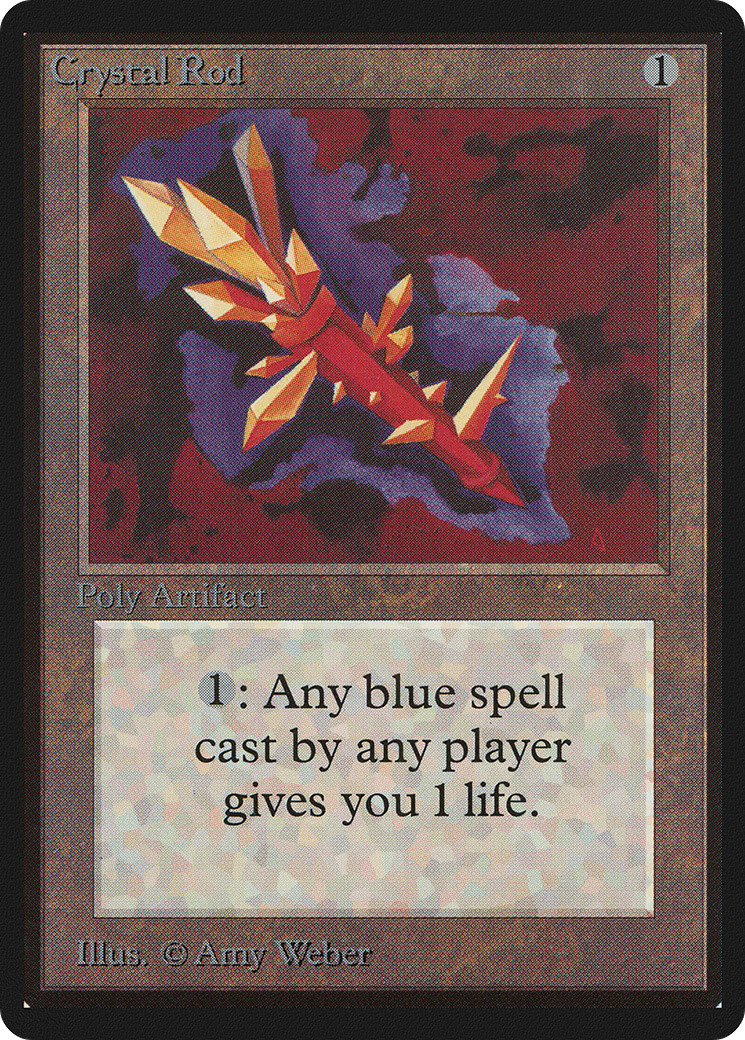 Crystal Rod 1
Poly Artifact
1: Any blue spell
cast by any player
gives you 1 life.
Illus. © Amy Weber